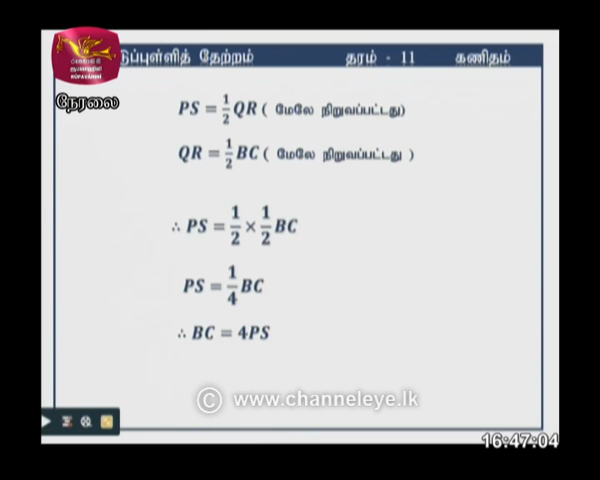 டுப்புள்ளித் தேற்றம் தரம் - 11 கணிதம்
நேரலை
PS = 1/2 QR ( மேலே நிறுவப்பட்டது)
QR = 1/2 BC ( மேலே நிறுவப்பட்டது )
∴ PS = 1/2 × 1/2 BC
PS = 1/4 BC
∴ BC = 4PS
© www.channeleye.lk
16:47:04